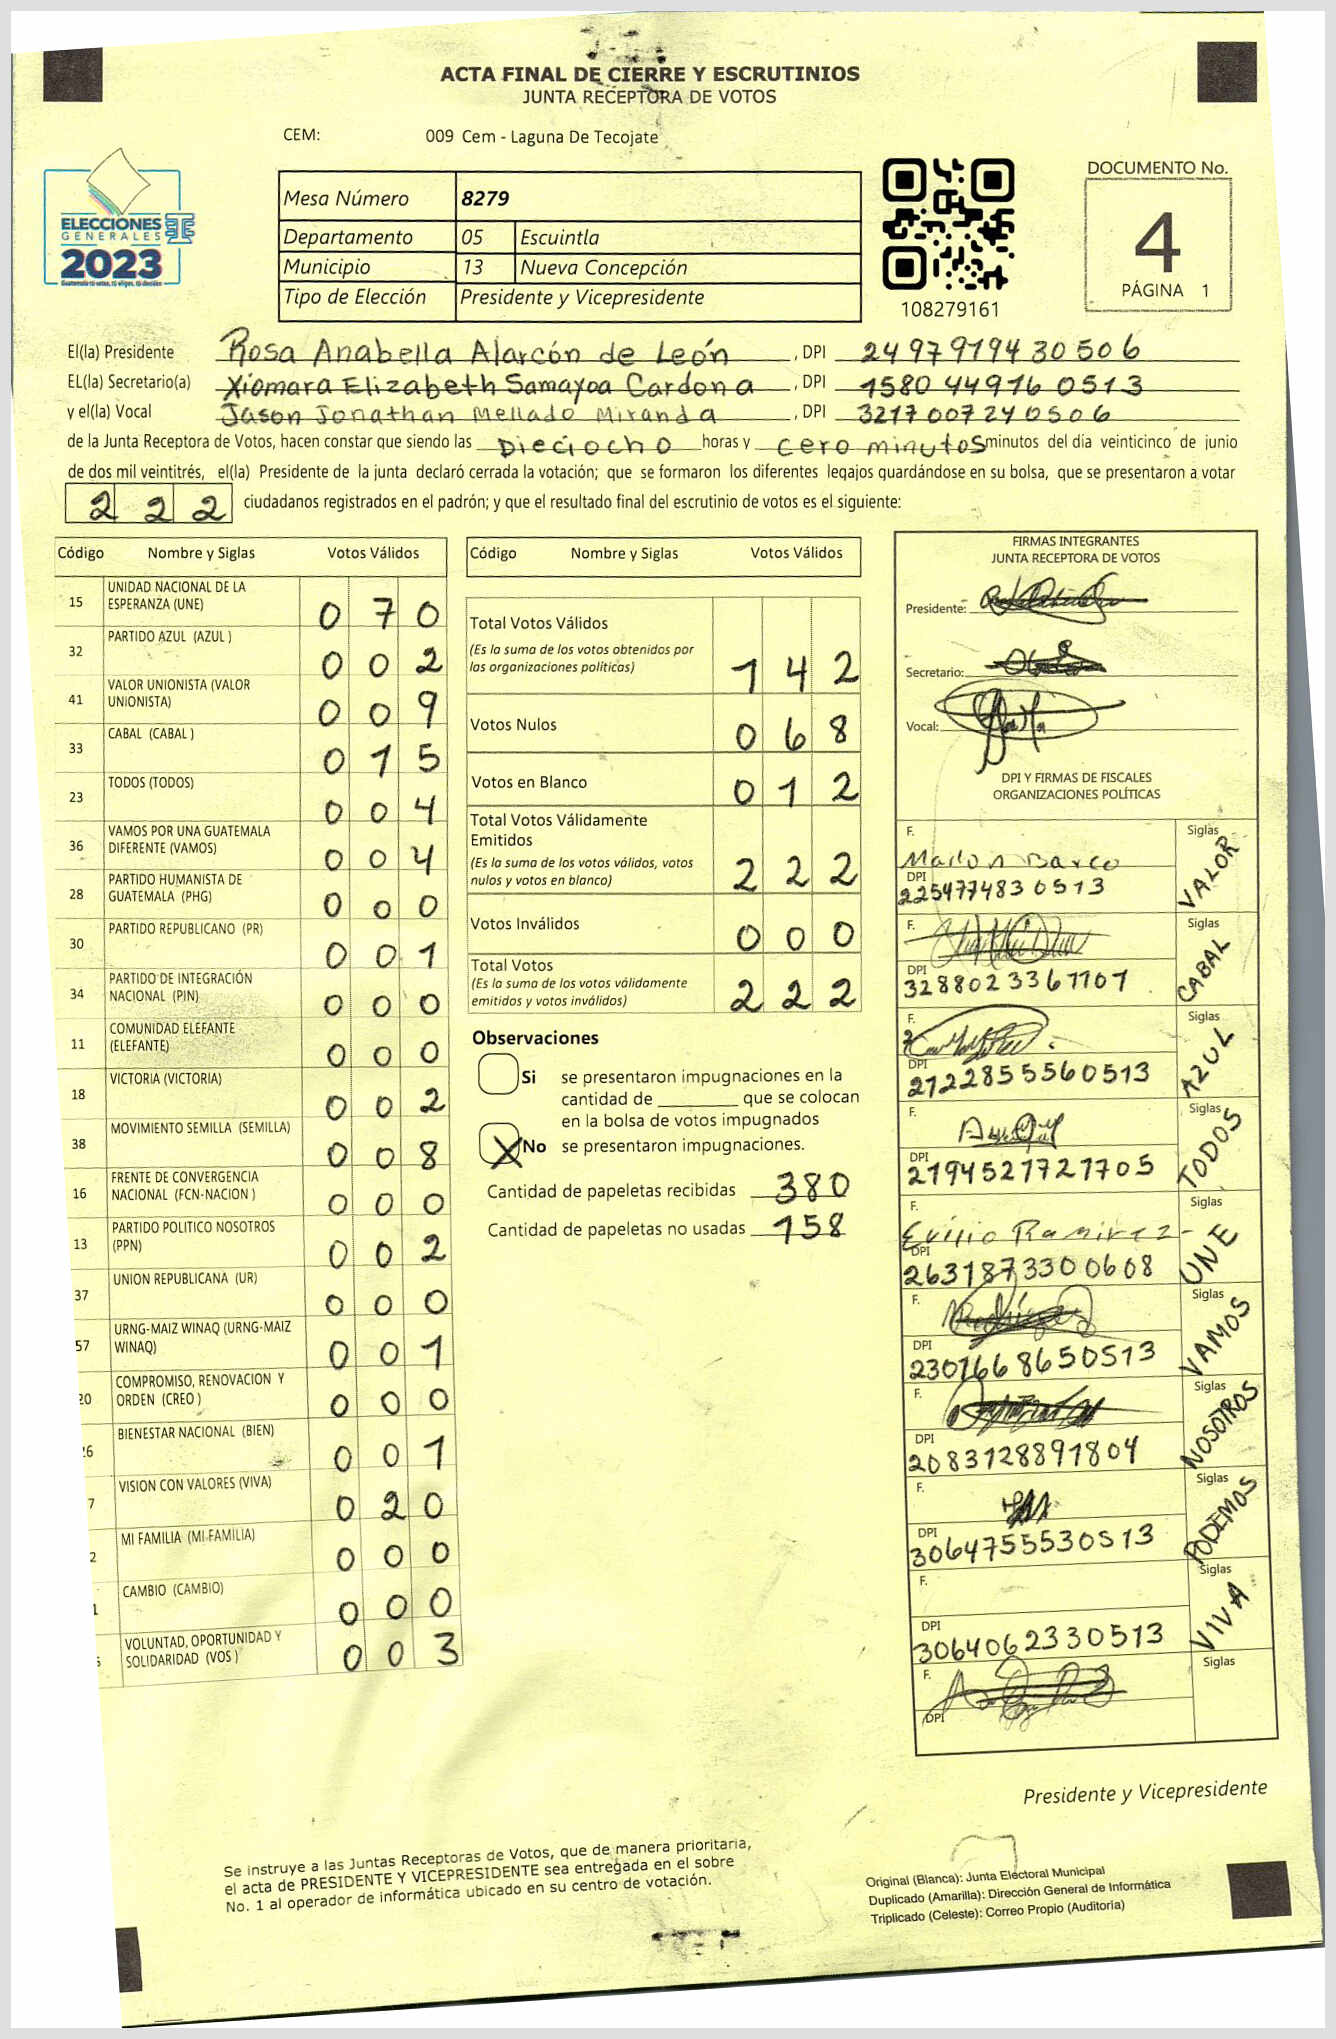 ACTA FINAL DE CIERRE Y ESCRUTINIOS
JUNTA RECEPTORA DE VOTOS
CEM: 009 Cem - Laguna De Tecojate
ELECCIONES
GENERALES
2023
Mesa Número 8279
Departamento 05 Escuintla
Municipio 13 Nueva Concepción
Tipo de Elección Presidente y Vicepresidente
108279161
DOCUMENTO No.
4
PÁGINA 1
El(la) Presidente Rosa Anabella Alarcón de León , DPI 2497919430506
EL(la) Secretario(a) Xiomara Elizabeth Samayoa Cardona , DPI 1580449760513
y el(la) Vocal Jason Jonathan Mellado Miranda , DPI 3217007240506
de la Junta Receptora de Votos, hacen constar que siendo las Dieciocho horas y cero minutos minutos del día veinticinco de junio
de dos mil veintitrés, el(la) Presidente de la junta declaró cerrada la votación; que se formaron los diferentes legajos quardándose en su bolsa, que se presentaron a votar
222 ciudadanos registrados en el padrón; y que el resultado final del escrutinio de votos es el siguiente:
Código Nombre y Siglas Votos Válidos
15 UNIDAD NACIONAL DE LA ESPERANZA (UNE) 070
32 PARTIDO AZUL (AZUL ) 002
41 VALOR UNIONISTA (VALOR UNIONISTA) 009
33 CABAL (CABAL ) 015
23 TODOS (TODOS) 004
36 VAMOS POR UNA GUATEMALA DIFERENTE (VAMOS) 004
28 PARTIDO HUMANISTA DE GUATEMALA (PHG) 000
30 PARTIDO REPUBLICANO (PR) 001
34 PARTIDO DE INTEGRACIÓN NACIONAL (PIN) 000
11 COMUNIDAD ELEFANTE (ELEFANTE) 000
18 VICTORIA (VICTORIA) 002
38 MOVIMIENTO SEMILLA (SEMILLA) 008
16 FRENTE DE CONVERGENCIA NACIONAL (FCN-NACION ) 000
13 PARTIDO POLITICO NOSOTROS (PPN) 002
37 UNION REPUBLICANA (UR) 000
57 URNG-MAIZ WINAQ (URNG-MAIZ WINAQ) 001
20 COMPROMISO, RENOVACION Y ORDEN (CREO ) 000
26 BIENESTAR NACIONAL (BIEN) 001
7 VISION CON VALORES (VIVA) 020
2 MI FAMILIA (MI FAMILIA) 000
1 CAMBIO (CAMBIO) 000
VOLUNTAD, OPORTUNIDAD Y SOLIDARIDAD (VOS ) 003
Código Nombre y Siglas Votos Válidos
Total Votos Válidos
(Es la suma de los votos obtenidos por
las organizaciones políticas) 142
Votos Nulos 068
Votos en Blanco 012
Total Votos Válidamente
Emitidos
(Es la suma de los votos válidos, votos
nulos y votos en blanco) 222
Votos Inválidos 000
Total Votos
(Es la suma de los votos válidamente
emitidos y votos inválidos) 222
Observaciones
Si se presentaron impugnaciones en la
cantidad de ________ que se colocan
en la bolsa de votos impugnados
X No se presentaron impugnaciones.
Cantidad de papeletas recibidas 380
Cantidad de papeletas no usadas 158
FIRMAS INTEGRANTES
JUNTA RECEPTORA DE VOTOS
Presidente:
Secretario:
Vocal:
DPI Y FIRMAS DE FISCALES
ORGANIZACIONES POLÍTICAS
F. Siglas
VALOR
DPI 2254774830513
F. Siglas
CABAL
DPI 3288023361107
F. Siglas
AZUL
DPI 2122855560513
F. Siglas
TODOS
DPI 2194521721705
F. Ramirez Siglas
UNE
DPI 2631873300608
F. Siglas
VAMOS
DPI 2301668650513
F. Siglas
NOSOTROS
DPI 2083128891804
F. Siglas
PODEMOS
DPI 3064755530513
F. Siglas
VIVA
DPI 3064062330513
F. Siglas
DPI
Presidente y Vicepresidente
Se instruye a las Juntas Receptoras de Votos, que de manera prioritaria,
el acta de PRESIDENTE Y VICEPRESIDENTE sea entregada en el sobre
No. 1 al operador de informática ubicado en su centro de votación.
Original (Blanca): Junta Electoral Municipal
Duplicado (Amarilla): Dirección General de Informática
Triplicado (Celeste): Correo Propio (Auditoría)